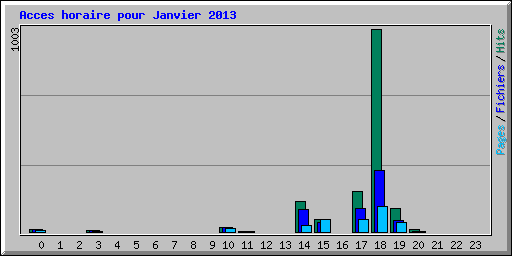 Acces horaire pour Janvier 2013
1003
Pages/Fichiers/Hits
0 1 2 3 4 5 6 7 8 9 10 11 12 13 14 15 16 17 18 19 20 21 22 23